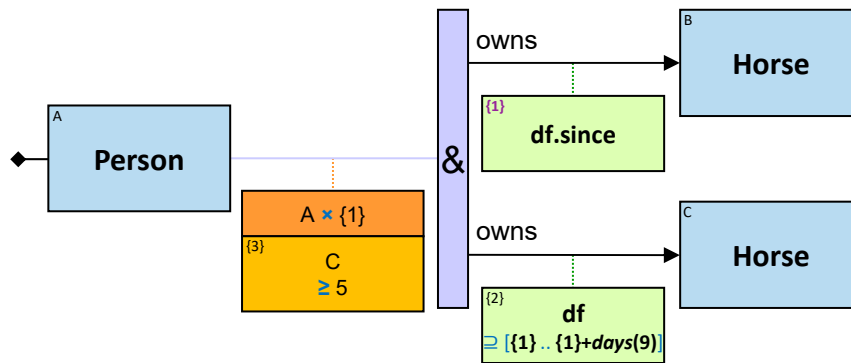 A
Person
A × {1}
{3}
C
≥ 5
&
owns
{1}
df.since
B
Horse
owns
{2}
df
⊇ [{1} .. {1}+days(9)]
C
Horse